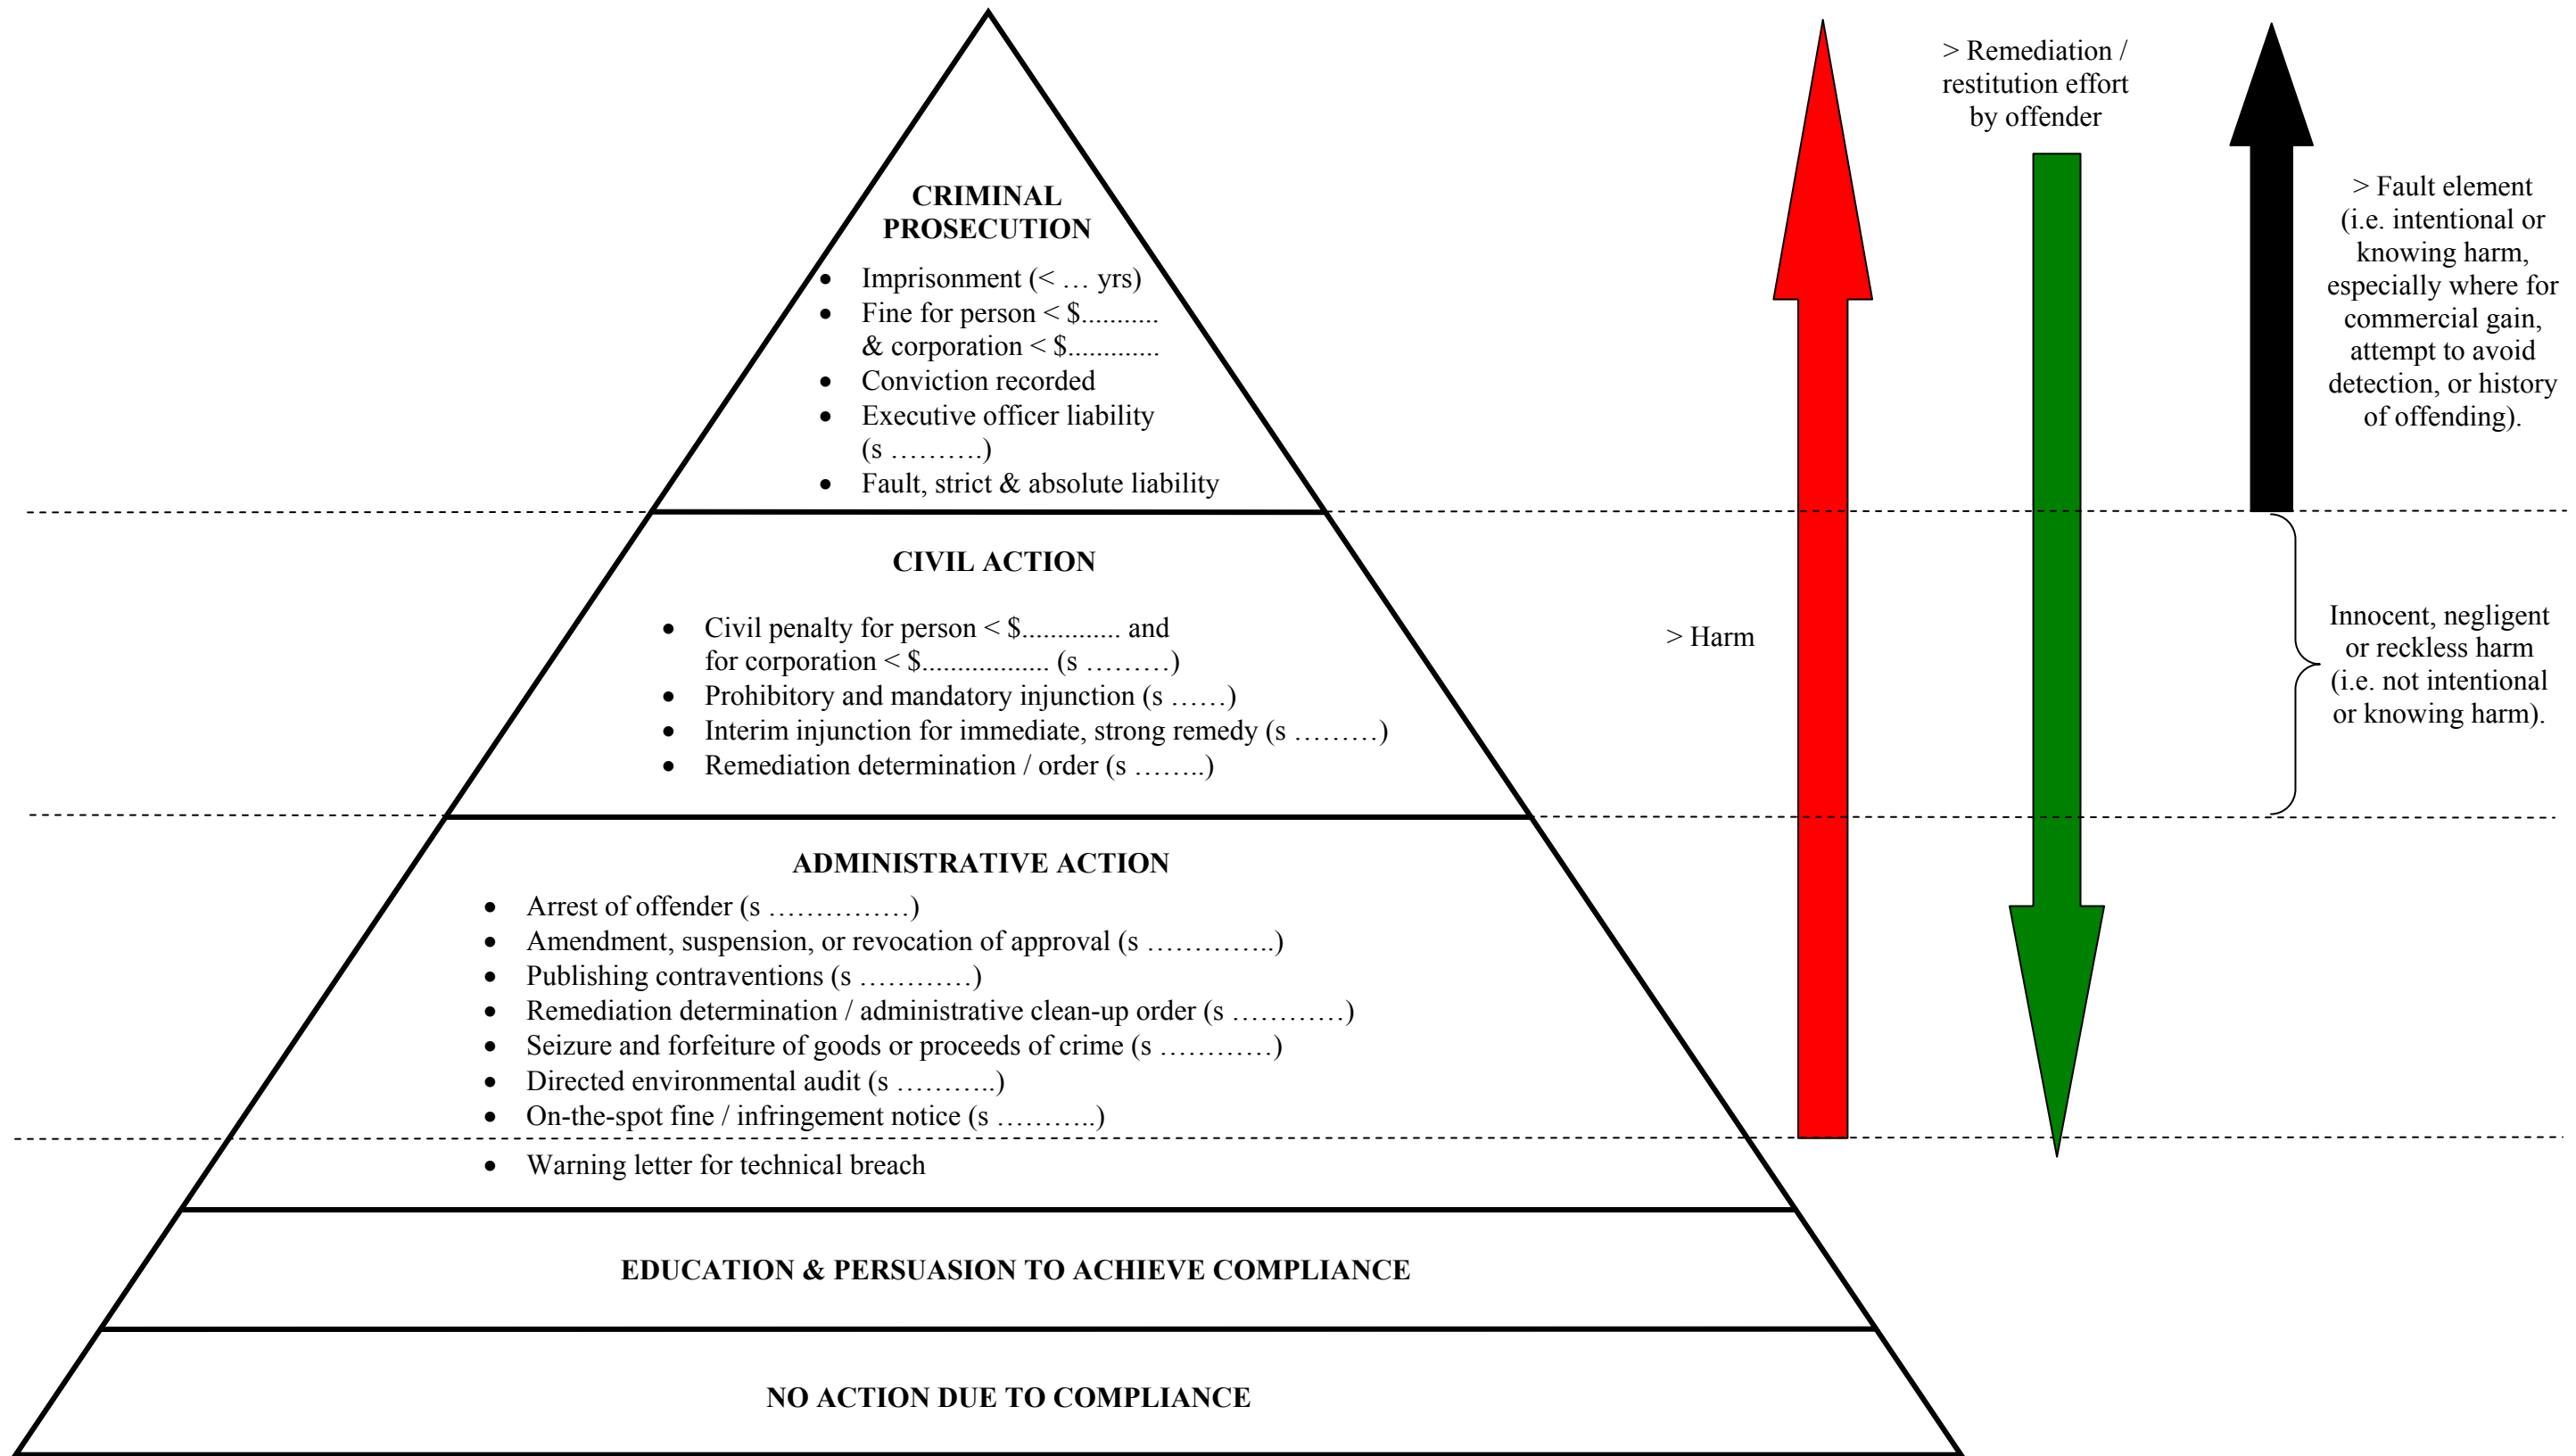 CRIMINAL
PROSECUTION
• Imprisonment (< … yrs)
• Fine for person < $...........
& corporation < $.............
• Conviction recorded
• Executive officer liability
(s ……….)
• Fault, strict & absolute liability
CIVIL ACTION
• Civil penalty for person < $.............. and
for corporation < $.................. (s ………)
• Prohibitory and mandatory injunction (s ……)
• Interim injunction for immediate, strong remedy (s ………)
• Remediation determination / order (s ……..)
ADMINISTRATIVE ACTION
• Arrest of offender (s ……………)
• Amendment, suspension, or revocation of approval (s …………..)
• Publishing contraventions (s …………)
• Remediation determination / administrative clean-up order (s …………)
• Seizure and forfeiture of goods or proceeds of crime (s …………)
• Directed environmental audit (s ………..)
• On-the-spot fine / infringement notice (s ………..)
• Warning letter for technical breach
EDUCATION & PERSUASION TO ACHIEVE COMPLIANCE
NO ACTION DUE TO COMPLIANCE
> Harm
> Remediation /
restitution effort
by offender
> Fault element
(i.e. intentional or
knowing harm,
especially where for
commercial gain,
attempt to avoid
detection, or history
of offending).
Innocent, negligent
or reckless harm
(i.e. not intentional
or knowing harm).